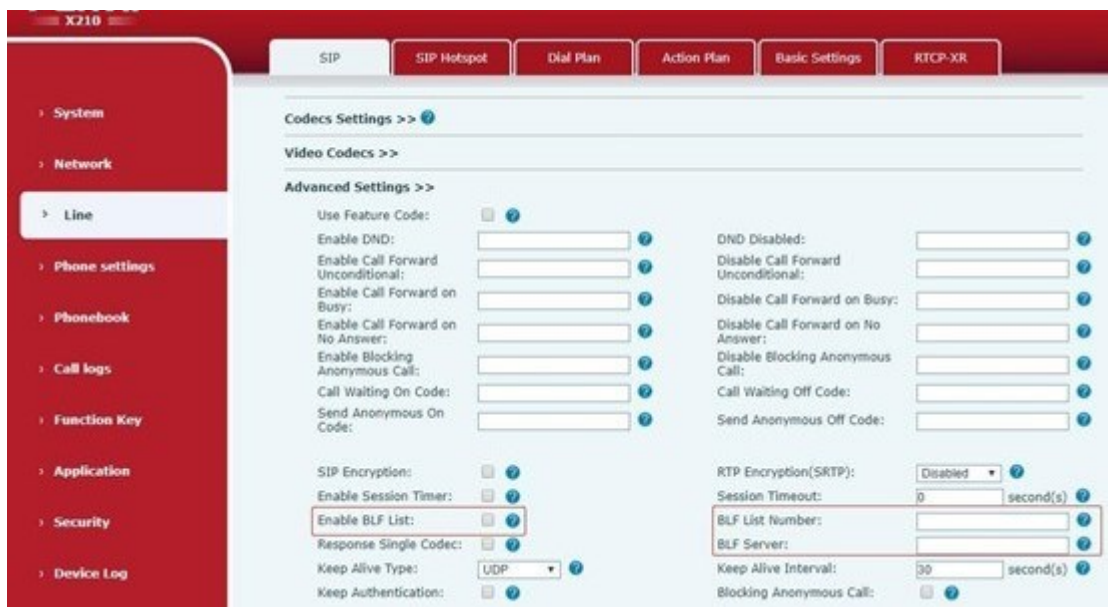 X210
SIP
SIP Hotspot
Dial Plan
Action Plan
Basic Settings
RTCP-XR
System
Network
Line
Phone settings
Phonebook
Call logs
Function Key
Application
Security
Device Log
Codecs Settings >> ?
Video Codecs >>
Advanced Settings >>
Use Feature Code: ?
Enable DND: ? DND Disabled: ?
Enable Call Forward
Unconditional: ?
Disable Call Forward
Unconditional: ?
Enable Call Forward on
Busy: ?
Disable Call Forward on Busy: ?
Enable Call Forward on
No Answer: ?
Disable Call Forward on No
Answer: ?
Enable Blocking
Anonymous Call: ?
Disable Blocking Anonymous
Call: ?
Call Waiting On Code: ? Call Waiting Off Code: ?
Send Anonymous On
Code: ?
Send Anonymous Off Code: ?
SIP Encryption: ? RTP Encryption(SRTP): Disabled ?
Enable Session Timer: ? Session Timeout: 0 second(s) ?
Enable BLF List: ? BLF List Number: ?
Response Single Codec: ? BLF Server: ?
Keep Alive Type: UDP ? Keep Alive Interval: 30 second(s) ?
Keep Authentication: ? Blocking Anonymous Call: ?